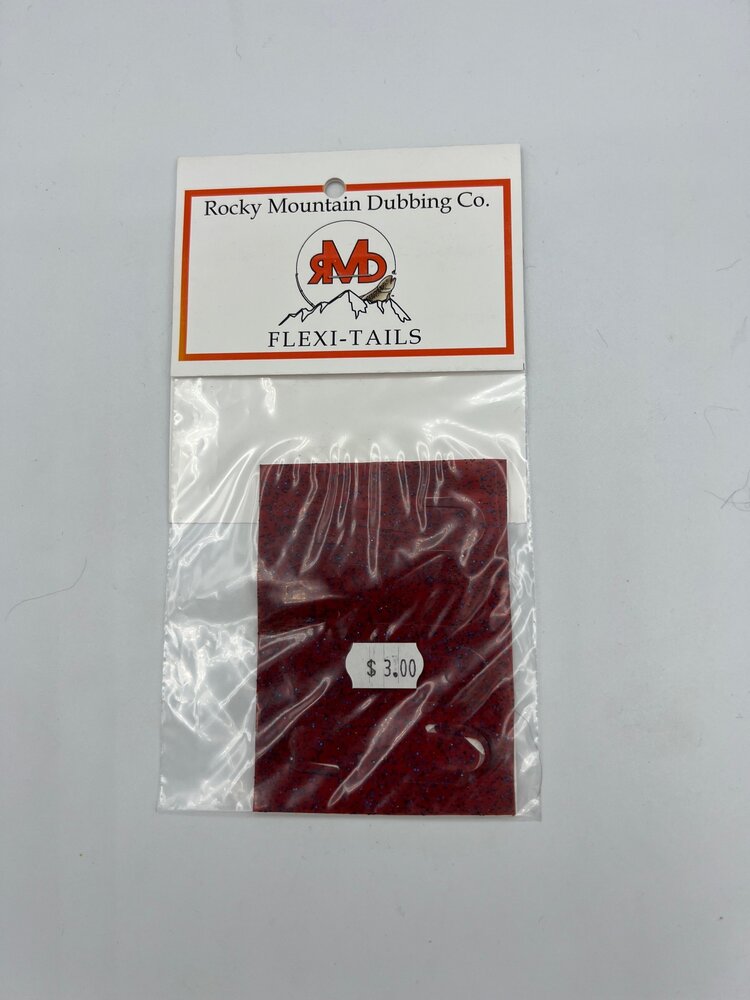 Rocky Mountain Dubbing Co.
RMD
FLEXI-TAILS
$ 3.00